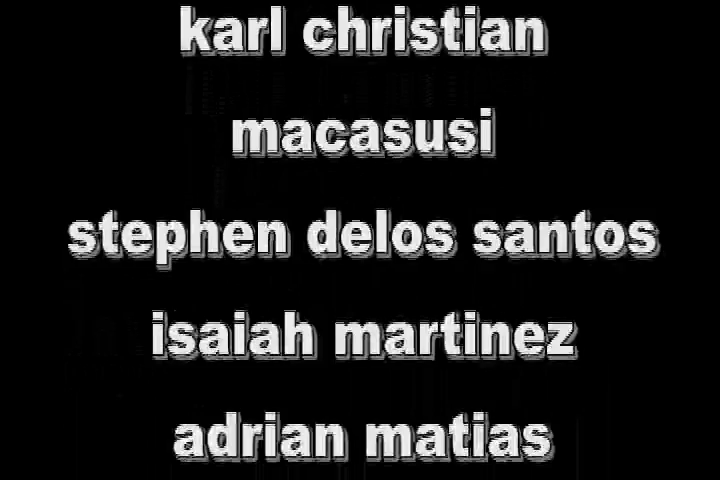 karl christian
macasusi
stephen delos santos
isaiah martinez
adrian matias